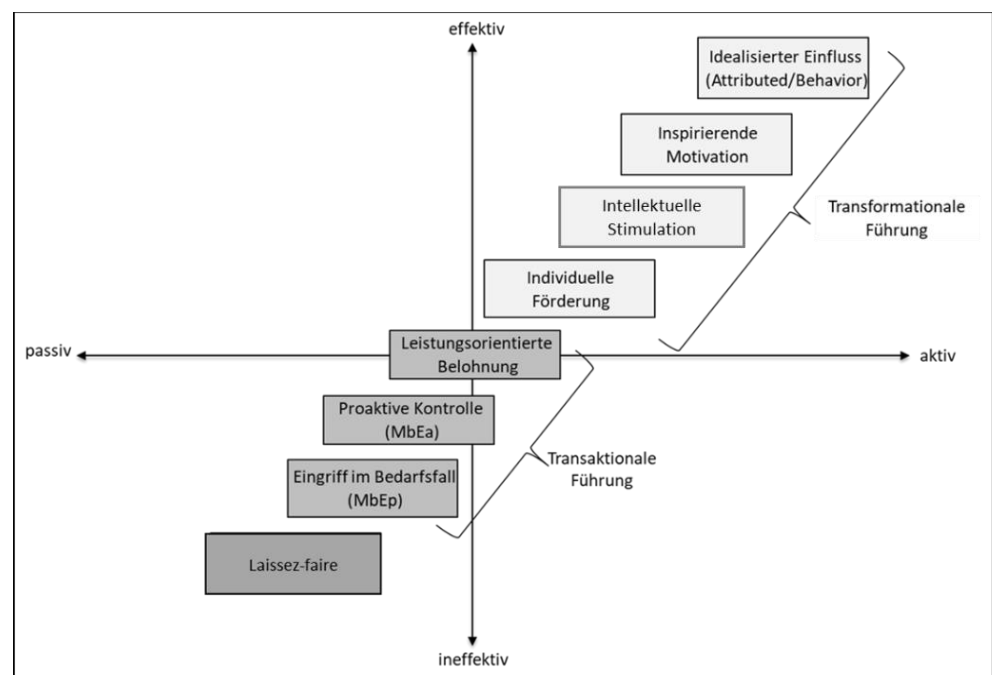 effektiv
Idealisierter Einfluss
(Attributed/Behavior)
Inspirierende
Motivation
Intellektuelle
Stimulation
Transformationale
Führung
Individuelle
Förderung
passiv
Leistungsorientierte
Belohnung
aktiv
Proaktive Kontrolle
(MbEa)
Transaktionale
Führung
Eingriff im Bedarfsfall
(MbEp)
Laissez-faire
ineffektiv